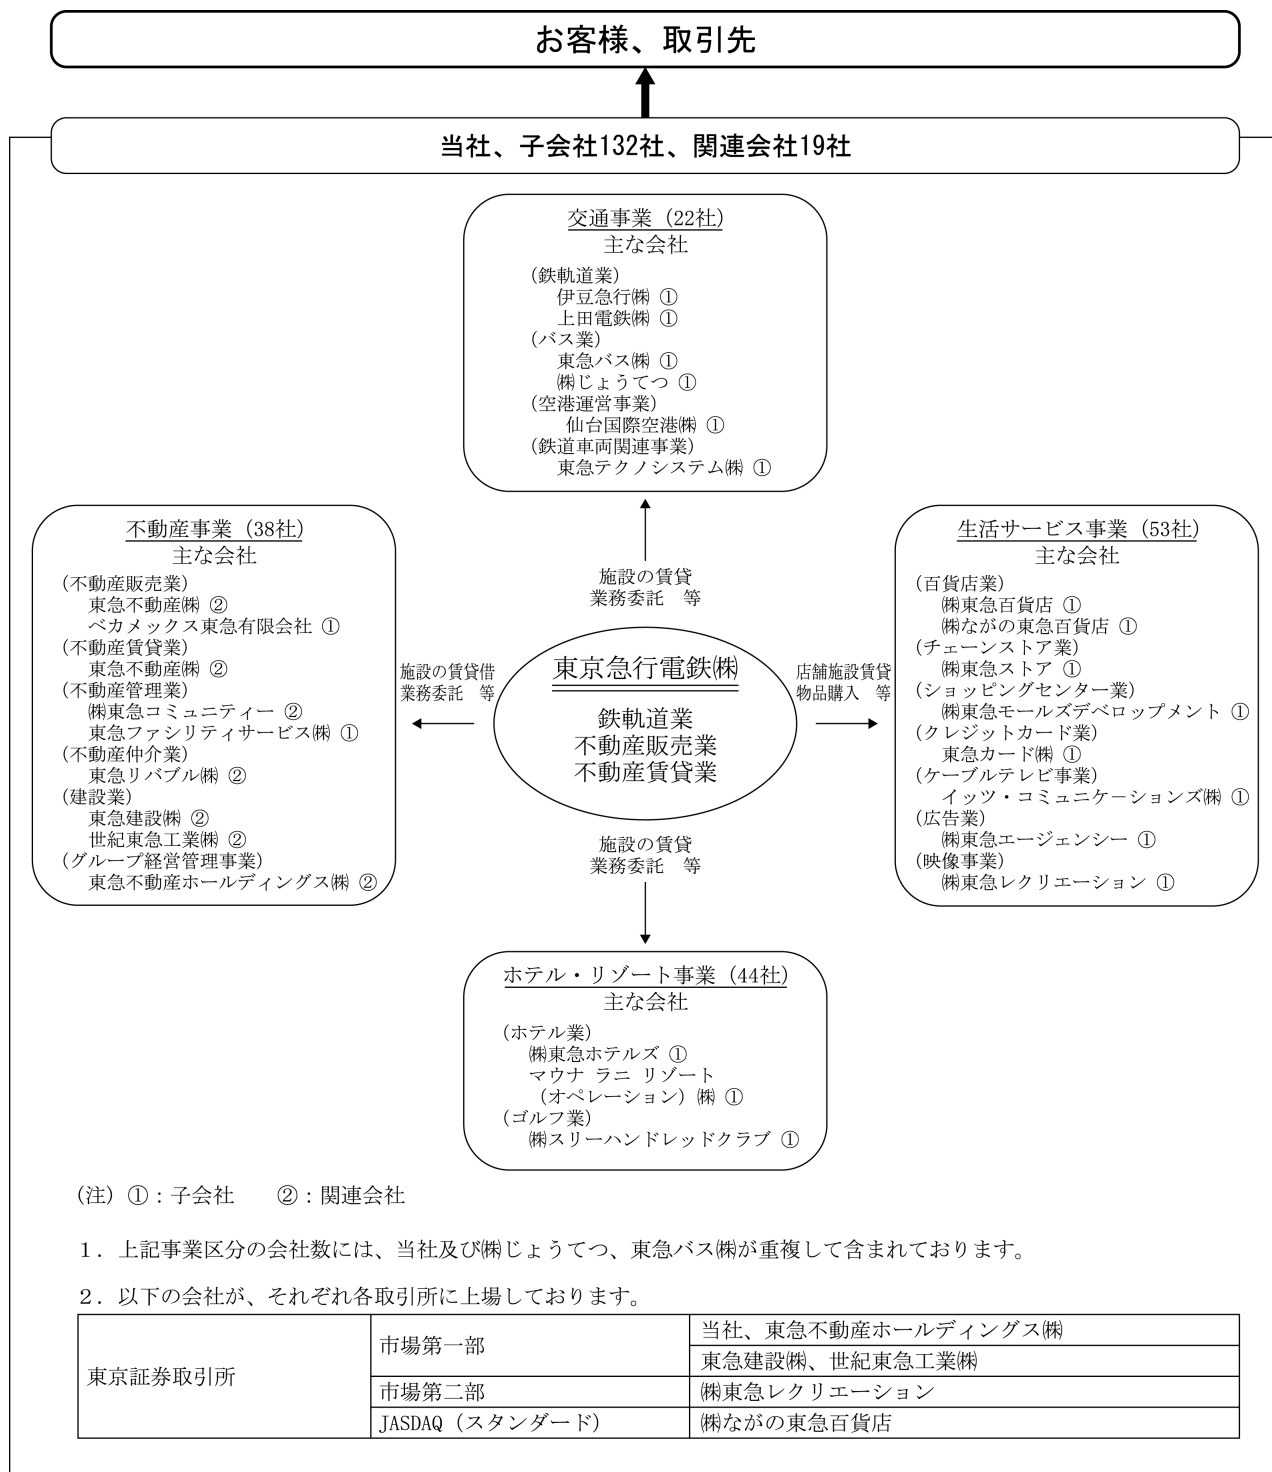 お客様、取引先
当社、子会社132社、関連会社19社
交通事業（22社）
主な会社
（鉄軌道業）
伊豆急行㈱ ①
上田電鉄㈱ ①
（バス業）
東急バス㈱ ①
㈱じょうてつ ①
（空港運営事業）
仙台国際空港㈱ ①
（鉄道車両関連事業）
東急テクノシステム㈱ ①
不動産事業（38社）
主な会社
（不動産販売業）
東急不動産㈱ ②
ベカメックス東急有限会社 ①
（不動産賃貸業）
東急不動産㈱ ②
（不動産管理業）
㈱東急コミュニティー ②
東急ファシリティサービス㈱ ①
（不動産仲介業）
東急リバブル㈱ ②
（建設業）
東急建設㈱ ②
世紀東急工業㈱ ②
（グループ経営管理事業）
東急不動産ホールディングス㈱ ②
施設の賃貸
業務委託 等
施設の賃貸借
業務委託 等
東京急行電鉄㈱
鉄軌道業
不動産販売業
不動産賃貸業
店舗施設賃貸
物品購入 等
施設の賃貸
業務委託 等
生活サービス事業（53社）
主な会社
（百貨店業）
㈱東急百貨店 ①
㈱ながの東急百貨店 ①
（チェーンストア業）
㈱東急ストア ①
（ショッピングセンター業）
㈱東急モールズデベロップメント ①
（クレジットカード業）
東急カード㈱ ①
（ケーブルテレビ事業）
イッツ・コミュニケーションズ㈱ ①
（広告業）
㈱東急エージェンシー ①
（映像事業）
㈱東急レクリエーション ①
ホテル・リゾート事業（44社）
主な会社
（ホテル業）
㈱東急ホテルズ ①
マウナ ラニ リゾート
（オペレーション）㈱ ①
（ゴルフ業）
㈱スリーハンドレッドクラブ ①
（注）①：子会社 ②：関連会社
１．上記事業区分の会社数には、当社及び㈱じょうてつ、東急バス㈱が重複して含まれております。
２．以下の会社が、それぞれ各取引所に上場しております。
東京証券取引所
市場第一部
当社、東急不動産ホールディングス㈱
東急建設㈱、世紀東急工業㈱
市場第二部
㈱東急レクリエーション
JASDAQ（スタンダード）
㈱ながの東急百貨店